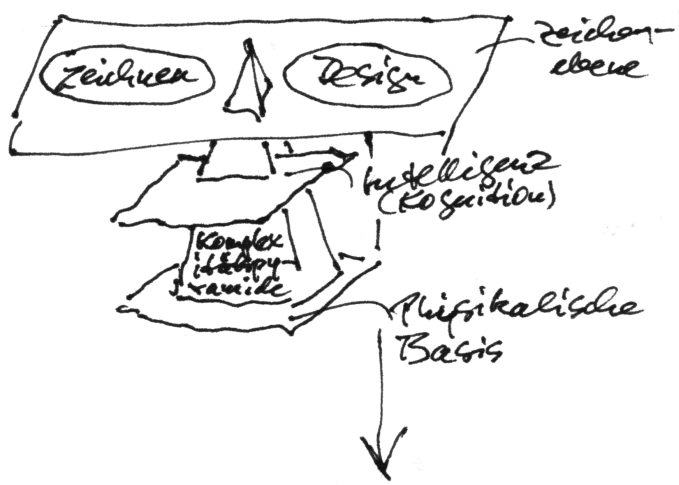 Zeichnen
Design
Zeichen-
ebene
Intelligenz
(Kognition)
Komplex
itätspy-
ramide
Physikalische
Basis